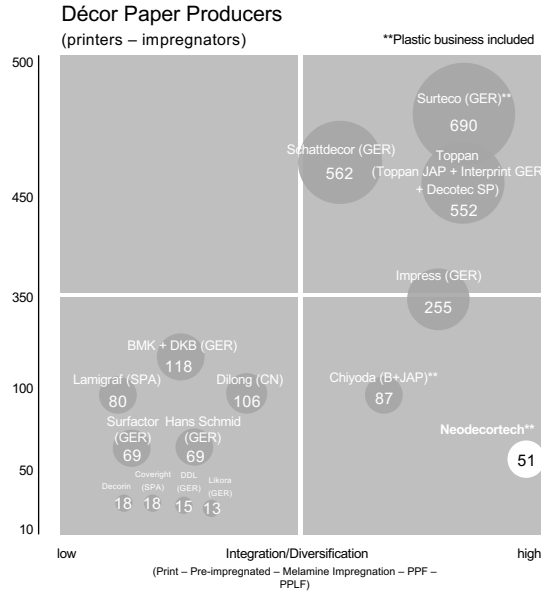 Décor Paper Producers
(printers – impregnators)
**Plastic business included
500
Surteco (GER)**
690
Schattdecor (GER)
562
Toppan
(Toppan JAP + Interprint GER
+ Decotec SP)
552
450
Impress (GER)
255
350
BMK + DKB (GER)
118
Lamigraf (SPA)
80
Dilong (CN)
106
Chiyoda (B+JAP)**
87
100
Surfactor
(GER)
69
Hans Schmid
(GER)
69
Neodecortech**
51
50
Decorin
18
Coveright
(SPA)
18
DDL
(GER)
15
Likora
(GER)
13
10
low
Integration/Diversification
high
(Print – Pre-impregnated – Melamine Impregnation – PPF –
PPLF)